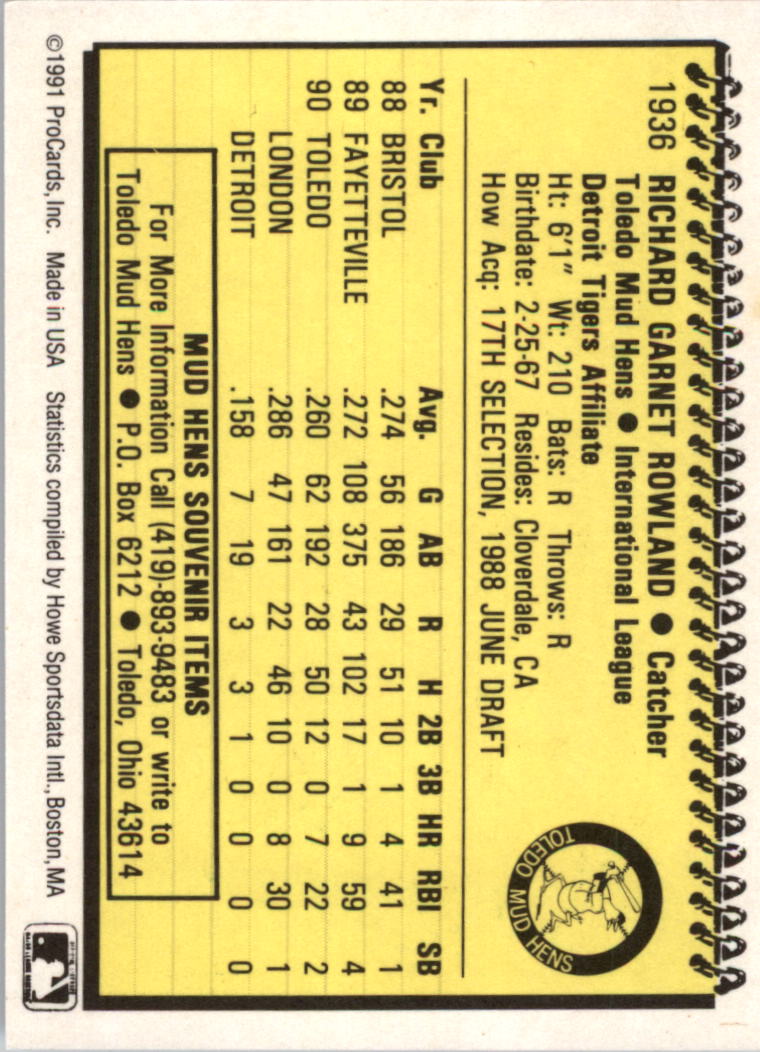 1936 RICHARD GARNET ROWLAND ● Catcher
Toledo Mud Hens ● International League
Detroit Tigers Affiliate
Ht: 6'1" Wt: 210 Bats: R Throws: R
Birthdate: 2-25-67 Resides: Cloverdale, CA
How Acq: 17TH SELECTION, 1988 JUNE DRAFT
TOLEDO MUD HENS
Yr. Club Avg. G AB R H 2B 3B HR RBI SB
88 BRISTOL .274 56 186 29 51 10 1 4 41 1
89 FAYETTEVILLE .272 108 375 43 102 17 1 9 59 4
90 TOLEDO .260 62 192 28 50 12 0 7 22 2
LONDON .286 47 161 22 46 10 0 8 30 1
DETROIT .158 7 19 3 3 1 0 0 0 0
MUD HENS SOUVENIR ITEMS
For More Information Call (419)-893-9483 or write to
Toledo Mud Hens ● P.O. Box 6212 ● Toledo, Ohio 43614
©1991 ProCards, Inc. Made in USA Statistics compiled by Howe Sportsdata Intl., Boston, MA